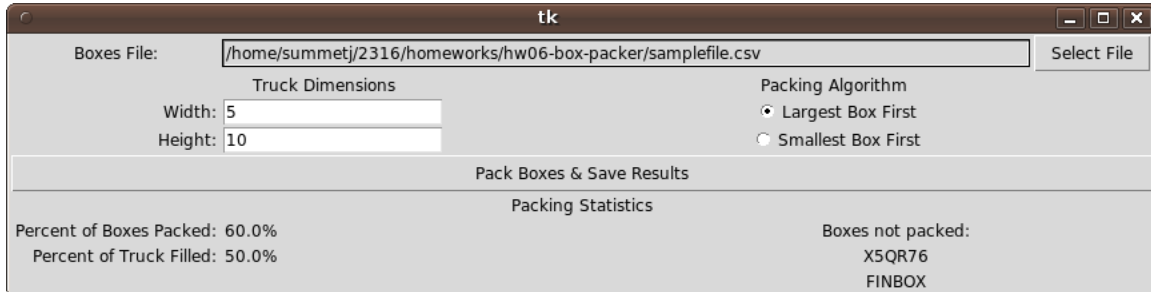 tk
Boxes File: /home/summetj/2316/homeworks/hw06-box-packer/samplefile.csv Select File
Truck Dimensions Packing Algorithm
Width: 5 Largest Box First
Height: 10 Smallest Box First
Pack Boxes & Save Results
Packing Statistics
Percent of Boxes Packed: 60.0% Boxes not packed:
Percent of Truck Filled: 50.0% X5QR76
FINBOX